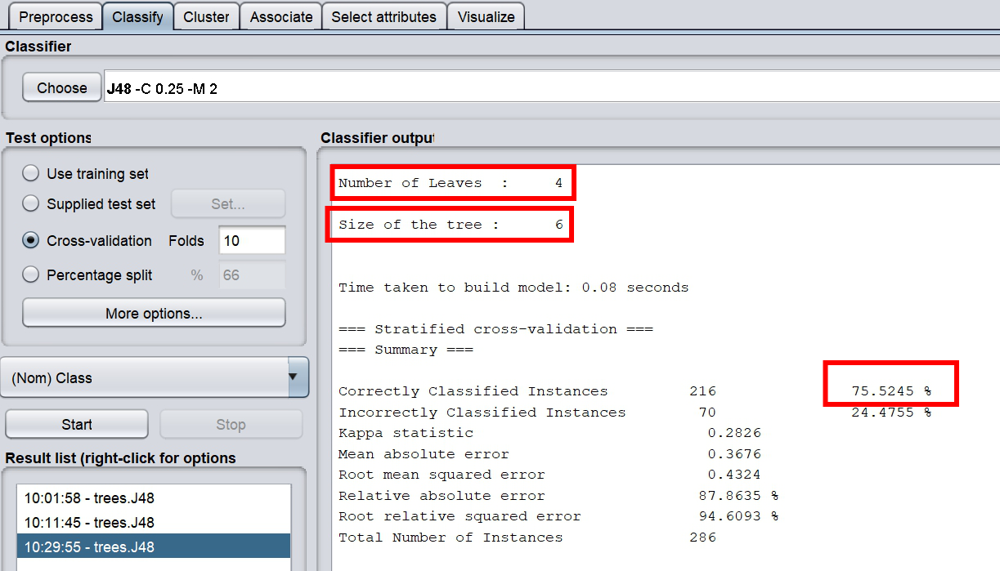 Preprocess Classify Cluster Associate Select attributes Visualize
Classifier
Choose J48 -C 0.25 -M 2
Test options
Use training set
Supplied test set Set...
Cross-validation Folds 10
Percentage split % 66
More options...
(Nom) Class
Start Stop
Result list (right-click for options
10:01:58 - trees.J48
10:11:45 - trees.J48
10:29:55 - trees.J48
Classifier output
Number of Leaves : 4
Size of the tree : 6
Time taken to build model: 0.08 seconds
=== Stratified cross-validation ===
=== Summary ===
Correctly Classified Instances 216 75.5245 %
Incorrectly Classified Instances 70 24.4755 %
Kappa statistic 0.2826
Mean absolute error 0.3676
Root mean squared error 0.4324
Relative absolute error 87.8635 %
Root relative squared error 94.6093 %
Total Number of Instances 286